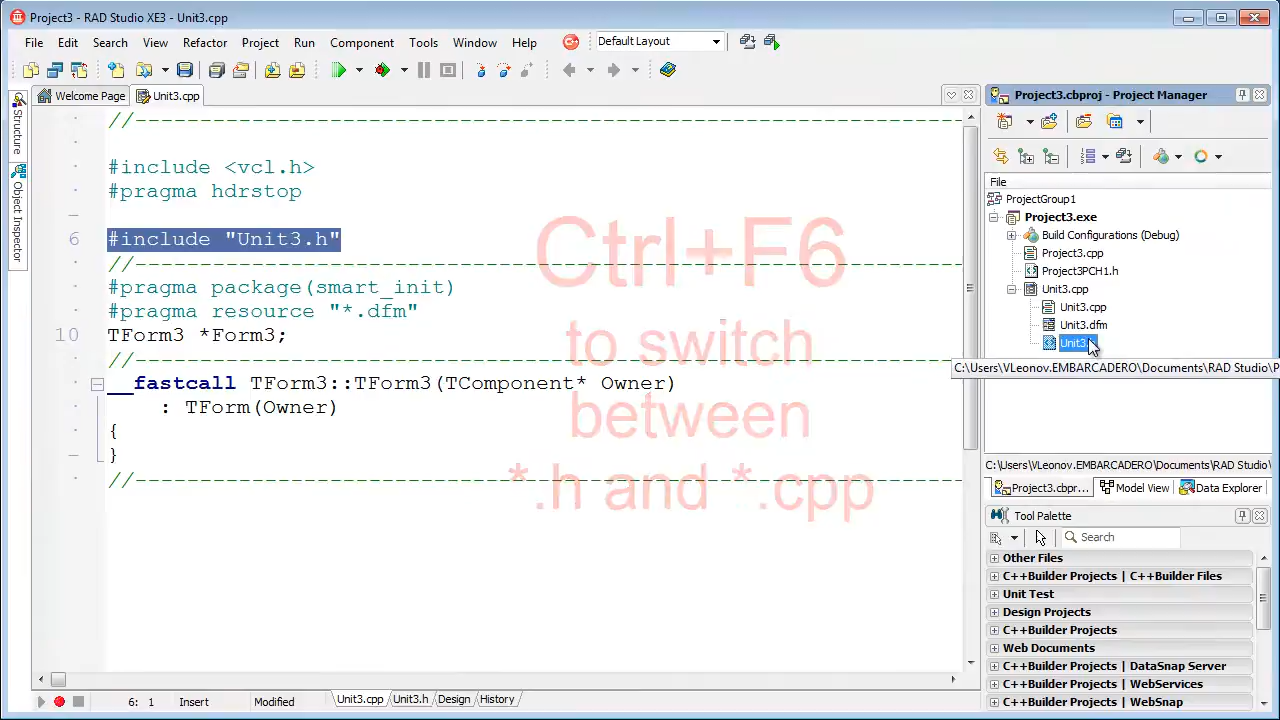 Project3 - RAD Studio XE3 - Unit3.cpp
File Edit Search View Refactor Project Run Component Tools Window Help
Default Layout
Welcome Page
Unit3.cpp
Structure
Object Inspector
//--------------------------------------------------------------------------
#include <vcl.h>
#pragma hdrstop
6 #include "Unit3.h"
//--------------------------------------------------------------------------
#pragma package(smart_init)
#pragma resource "*.dfm"
10 TForm3 *Form3;
//--------------------------------------------------------------------------
__fastcall TForm3::TForm3(TComponent* Owner)
: TForm(Owner)
{
}
//--------------------------------------------------------------------------
Ctrl+F6
to switch
between
*.h and *.cpp
6: 1
Insert
Modified
Unit3.cpp
Unit3.h
Design
History
Project3.cbproj - Project Manager
File
ProjectGroup1
Project3.exe
Build Configurations (Debug)
Project3.cpp
Project3PCH1.h
Unit3.cpp
Unit3.cpp
Unit3.dfm
Unit3.
C:\Users\VLeonov.EMBARCADERO\Documents\RAD Studio\P
C:\Users\VLeonov.EMBARCADERO\Documents\RAD Studio\
Project3.cbpr...
Model View
Data Explorer
Tool Palette
Search
Other Files
C++Builder Projects | C++Builder Files
Unit Test
Design Projects
C++Builder Projects
Web Documents
C++Builder Projects | DataSnap Server
C++Builder Projects | WebServices
C++Builder Projects | WebSnap